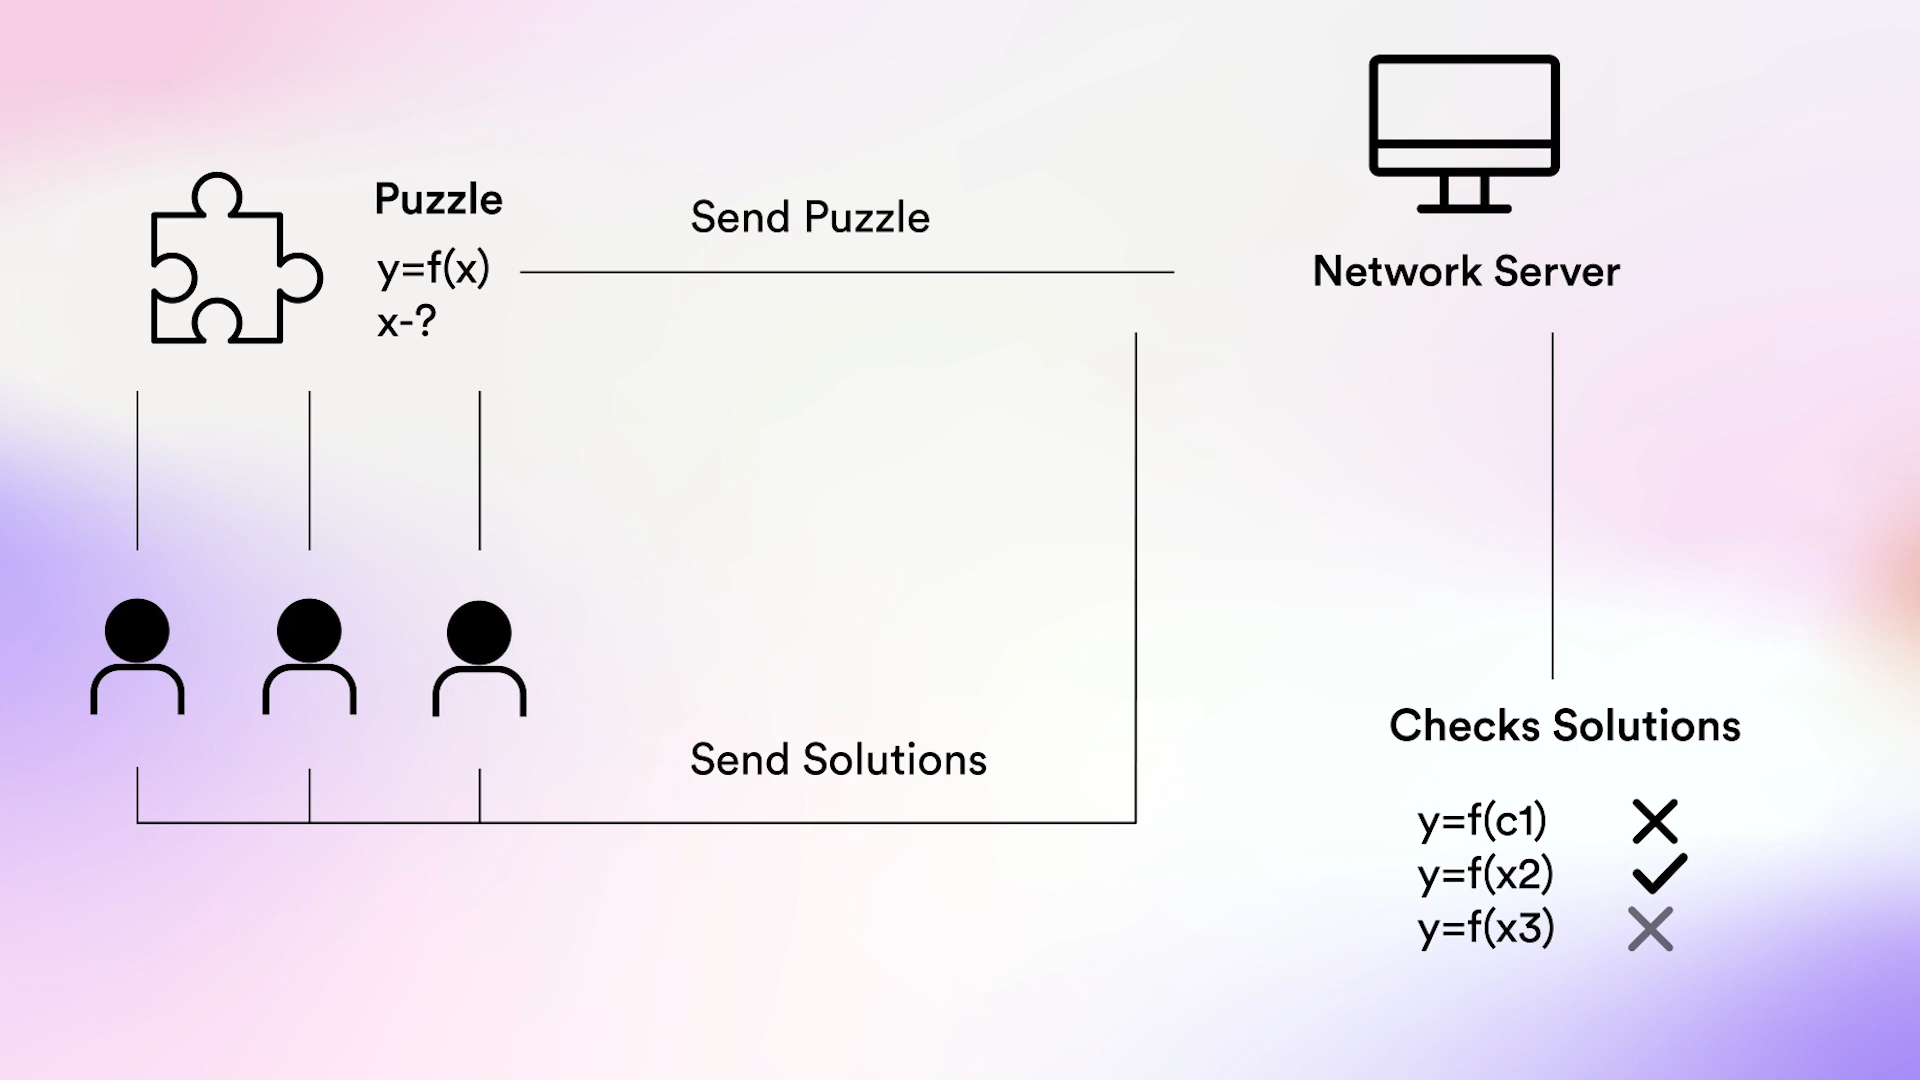 Puzzle
y=f(x)
x-?
Send Puzzle
Network Server
Send Solutions
Checks Solutions
y=f(c1)
y=f(x2)
y=f(x3)